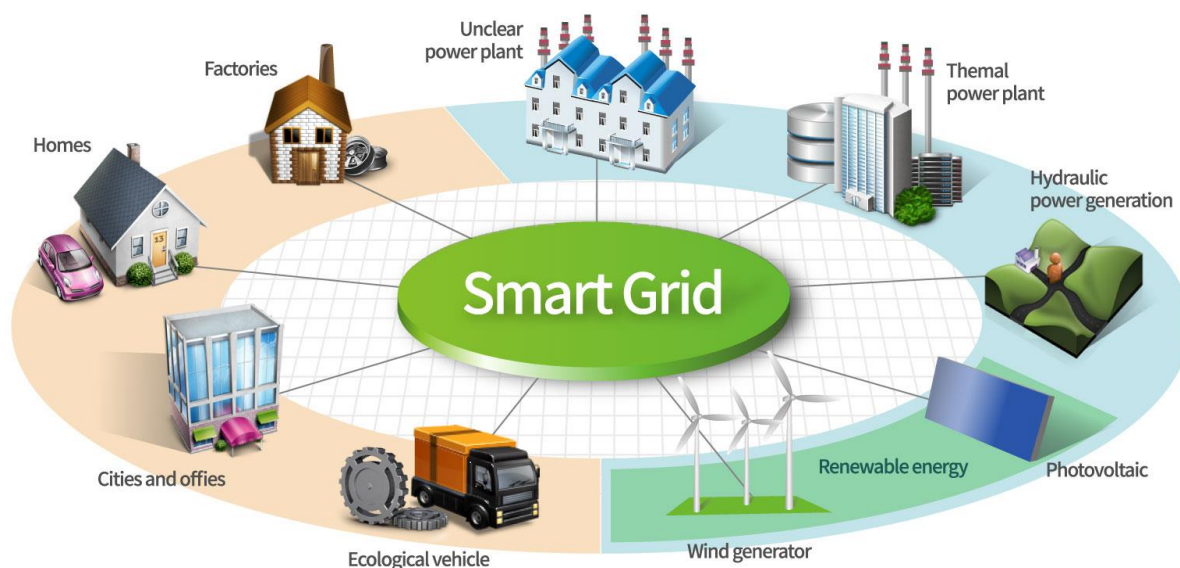 Unclear
power plant
Factories
Themal
power plant
Homes
13
Hydraulic
power generation
Smart Grid
Renewable energy
Photovoltaic
Cities and offies
Wind generator
Ecological vehicle